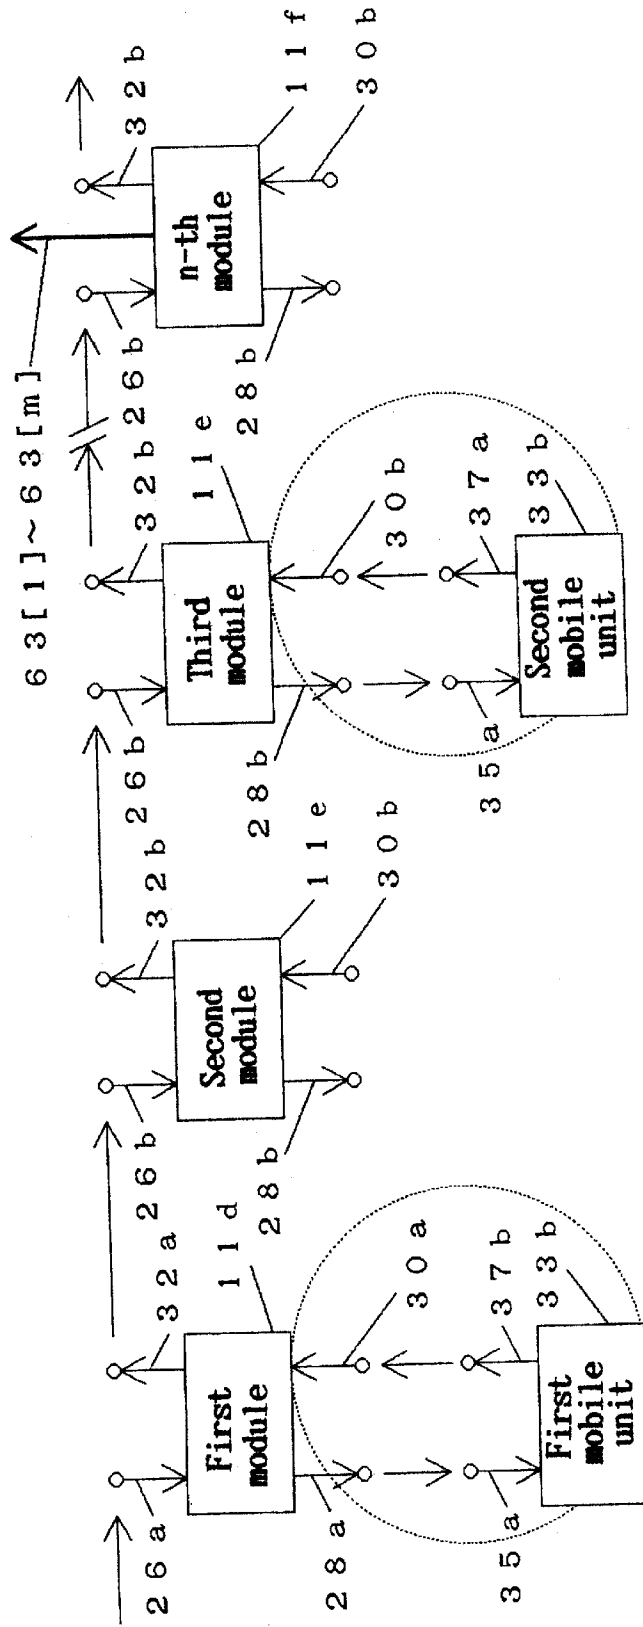 63[1]~63[m]
26a
32a
26b
32b
26b
32b
26b
32b
First
module
11d
Second
module
11e
Third
module
11e
n-th
module
11f
28a
30a
28b
30b
28b
30b
28b
30b
35a
37b
33b
First
mobile
unit
35a
37a
33b
Second
mobile
unit